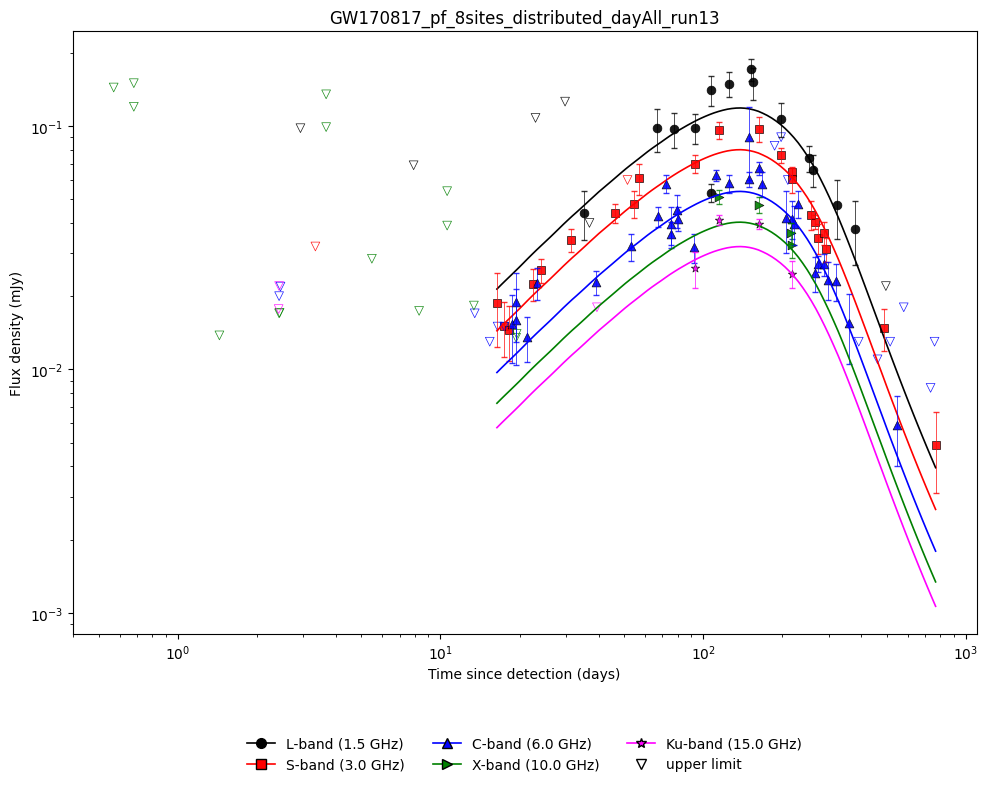 GW170817_pf_8sites_distributed_dayAll_run13
Flux density (mJy)
10⁻¹
10⁻²
10⁻³
10⁰
10¹
10²
10³
Time since detection (days)
L-band (1.5 GHz)
C-band (6.0 GHz)
Ku-band (15.0 GHz)
S-band (3.0 GHz)
X-band (10.0 GHz)
upper limit